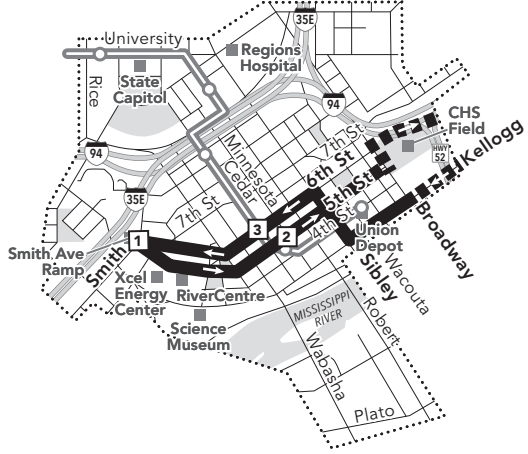 35E
University
Regions
Hospital
State
Capitol
Rice
94
CHS
Field
7th St
HWY
52
Kellogg
94
Minnesota
Cedar
6th St
35E
7th St
5th St
4th St
Broadway
3
2
1
Union
Depot
Smith Ave
Ramp
Smith
Sibley
Wacouta
Xcel
Energy
Center
RiverCentre
Science
Museum
MISSISSIPPI
RIVER
Robert
Wabasha
Plato